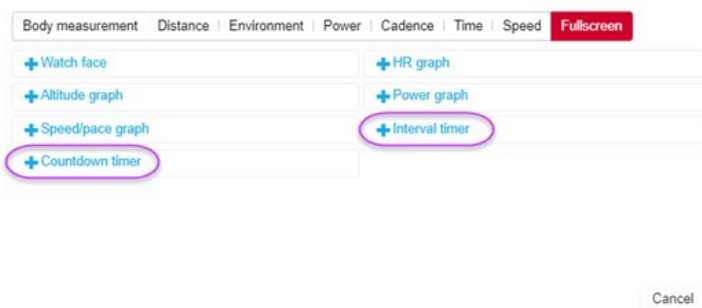 Body measurement Distance Environment Power Cadence Time Speed Fullscreen
Watch face HR graph
Altitude graph Power graph
Speed/pace graph Interval timer
Countdown timer
Cancel